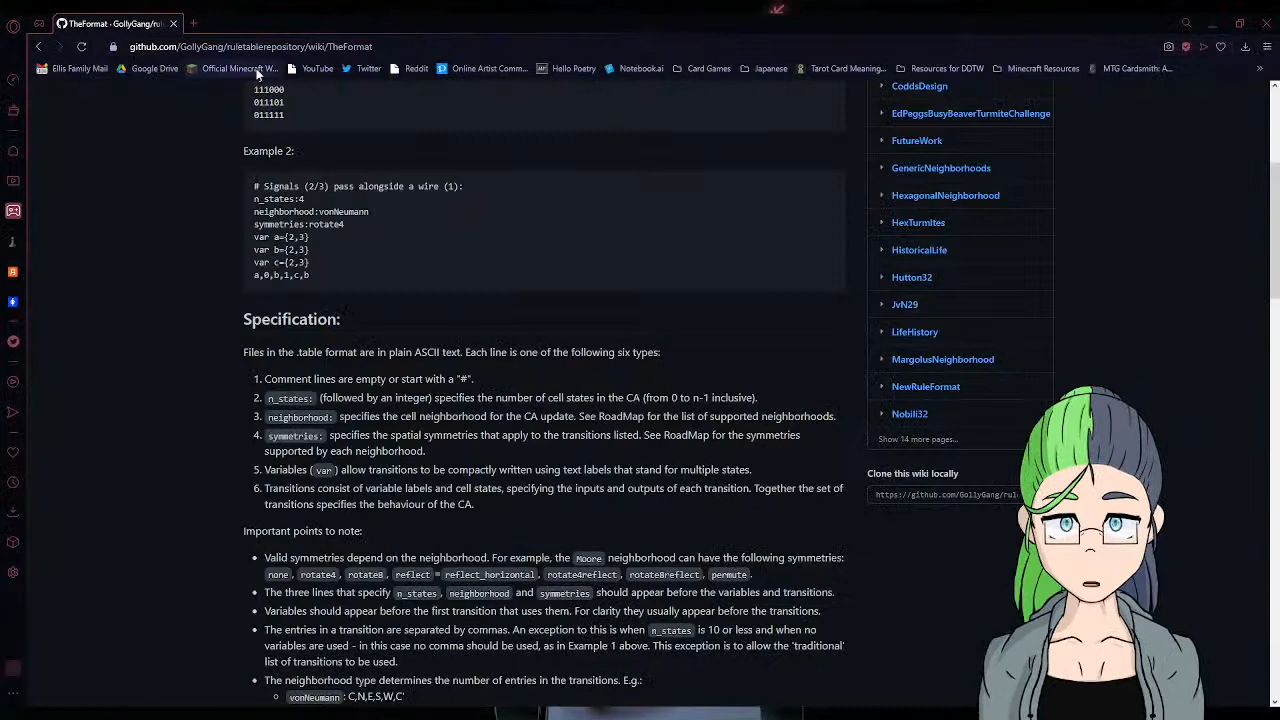 TheFormat · GollyGang/rul
github.com/GollyGang/ruletablerepository/wiki/TheFormat
Ellis Family Mail
Google Drive
Official Minecraft W...
YouTube
Twitter
Reddit
Online Artist Comm...
Hello Poetry
Notebook.ai
Card Games
Japanese
Tarot Card Meaning...
Resources for DDTW
Minecraft Resources
MTG Cardsmith: A...
111000
011101
011111
Example 2:
# Signals (2/3) pass alongside a wire (1):
n_states:4
neighborhood:vonNeumann
symmetries:rotate4
var a={2,3}
var b={2,3}
var c={2,3}
a,0,b,1,c,b
Specification:
Files in the .table format are in plain ASCII text. Each line is one of the following six types:
1. Comment lines are empty or start with a "#".
2. n_states: (followed by an integer) specifies the number of cell states in the CA (from 0 to n-1 inclusive).
3. neighborhood: specifies the cell neighborhood for the CA update. See RoadMap for the list of supported neighborhoods.
4. symmetries: specifies the spatial symmetries that apply to the transitions listed. See RoadMap for the symmetries
supported by each neighborhood.
5. Variables (var) allow transitions to be compactly written using text labels that stand for multiple states.
6. Transitions consist of variable labels and cell states, specifying the inputs and outputs of each transition. Together the set of
transitions specifies the behaviour of the CA.
Important points to note:
• Valid symmetries depend on the neighborhood. For example, the Moore neighborhood can have the following symmetries:
none, rotate4, rotate8, reflect = reflect_horizontal, rotate4reflect, rotate8reflect, permute.
• The three lines that specify n_states, neighborhood and symmetries should appear before the variables and transitions.
• Variables should appear before the first transition that uses them. For clarity they usually appear before the transitions.
• The entries in a transition are separated by commas. An exception to this is when n_states is 10 or less and when no
variables are used - in this case no comma should be used, as in Example 1 above. This exception is to allow the 'traditional'
list of transitions to be used.
• The neighborhood type determines the number of entries in the transitions. E.g.:
vonNeumann: C,N,E,S,W,C'
CoddsDesign
EdPeggsBusyBeaverTurmiteChallenge
FutureWork
GenericNeighborhoods
HexagonalNeighborhood
HexTurmites
HistoricalLife
Hutton32
JvN29
LifeHistory
MargolusNeighborhood
NewRuleFormat
Nobili32
Show 14 more pages...
Clone this wiki locally
https://github.com/GollyGang/rul